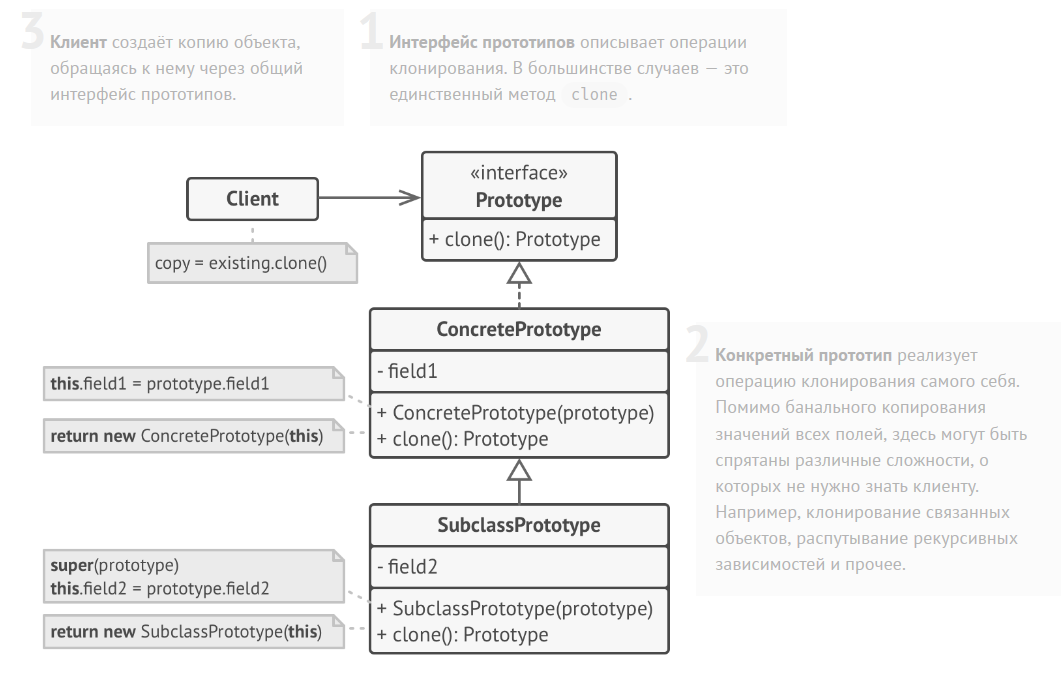 3
Клиент создаёт копию объекта,
обращаясь к нему через общий
интерфейс прототипов.
1
Интерфейс прототипов описывает операции
клонирования. В большинстве случаев — это
единственный метод clone .
Client
copy = existing.clone()
«interface»
Prototype
+ clone(): Prototype
ConcretePrototype
- field1
+ ConcretePrototype(prototype)
+ clone(): Prototype
this.field1 = prototype.field1
return new ConcretePrototype(this)
2
Конкретный прототип реализует
операцию клонирования самого себя.
Помимо банального копирования
значений всех полей, здесь могут быть
спрятаны различные сложности, о
которых не нужно знать клиенту.
Например, клонирование связанных
объектов, распутывание рекурсивных
зависимостей и прочее.
SubclassPrototype
- field2
+ SubclassPrototype(prototype)
+ clone(): Prototype
super(prototype)
this.field2 = prototype.field2
return new SubclassPrototype(this)